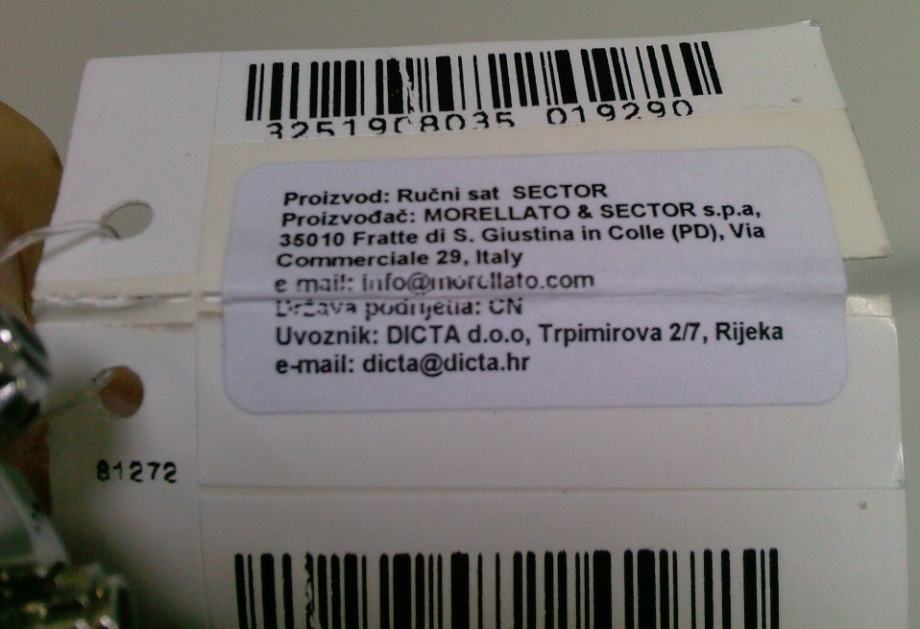 3251908035 019290
Proizvod: Ručni sat SECTOR
Proizvođač: MORELLATO & SECTOR s.p.a,
35010 Fratte di S. Giustina in Colle (PD), Via
Commerciale 29, Italy
e mail: info@morellato.com
Država podrijetla: CN
Uvoznik: DICTA d.o.o, Trpimirova 2/7, Rijeka
e-mail: dicta@dicta.hr
81272